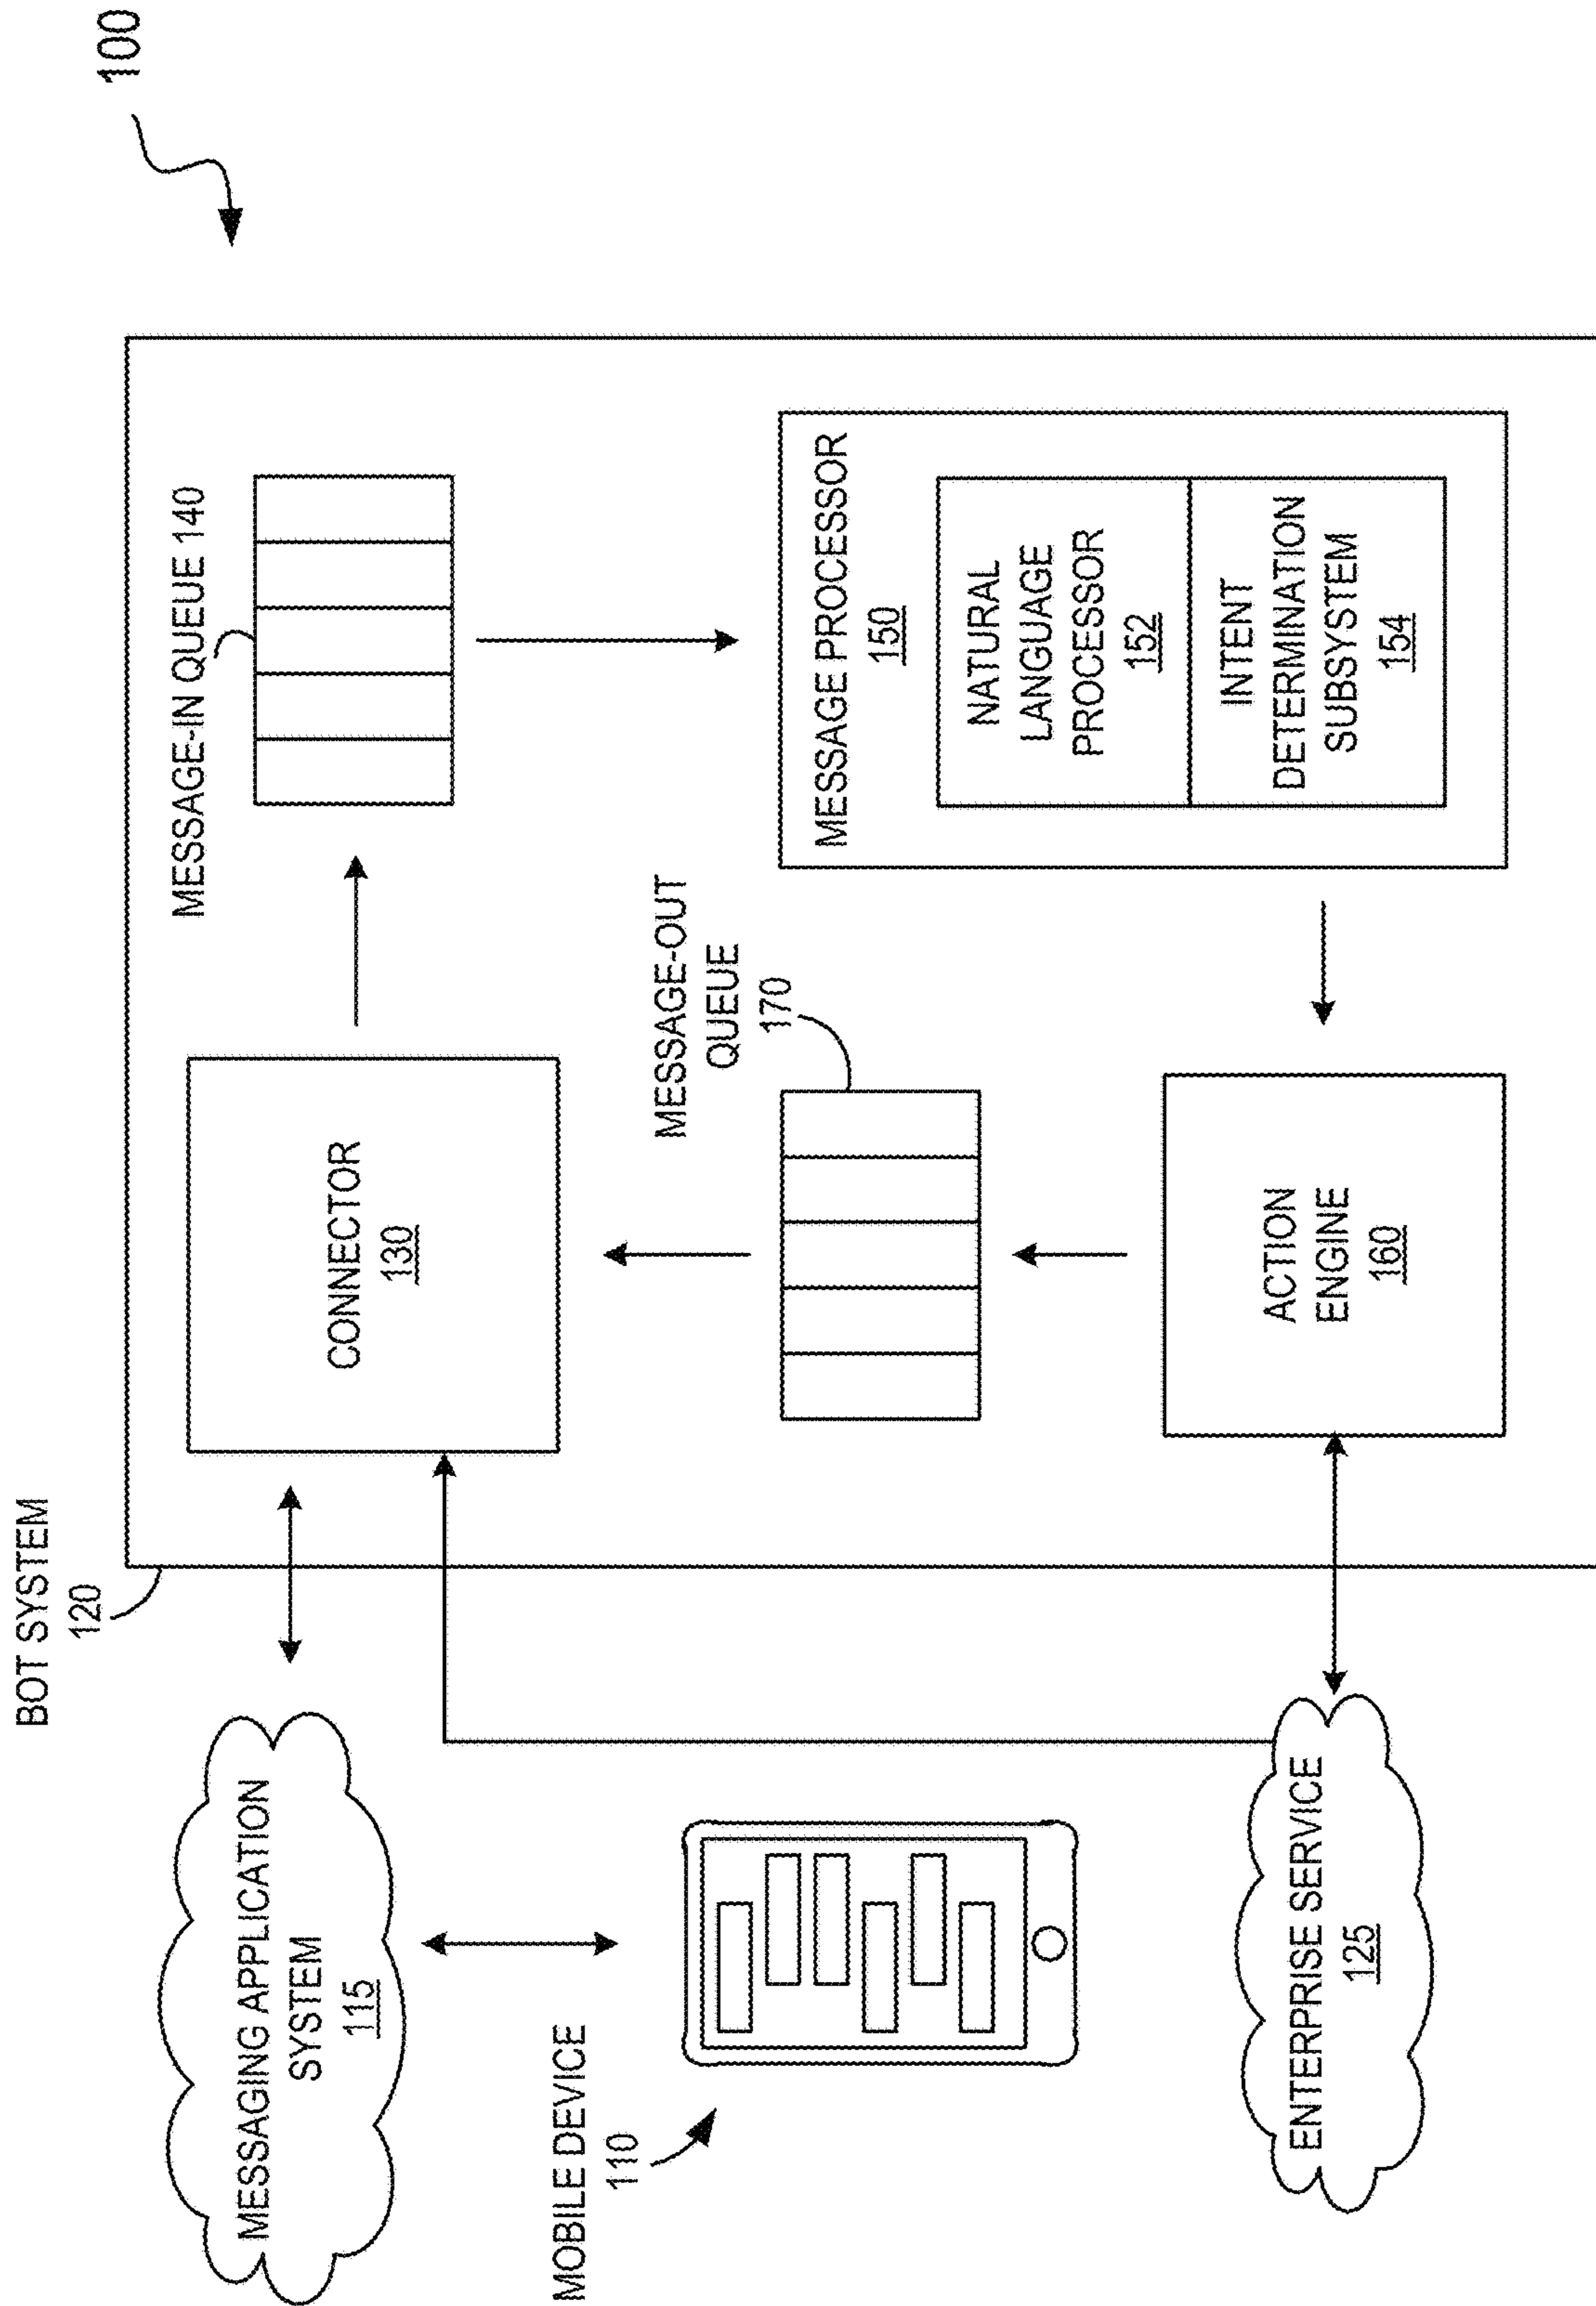 100
BOT SYSTEM
120
MESSAGING APPLICATION
SYSTEM
115
CONNECTOR
130
MESSAGE-IN QUEUE 140
MOBILE DEVICE
110
MESSAGE-OUT
QUEUE
170
MESSAGE PROCESSOR
150
NATURAL
LANGUAGE
PROCESSOR
152
INTENT
DETERMINATION
SUBSYSTEM
154
ENTERPRISE SERVICE
125
ACTION
ENGINE
160